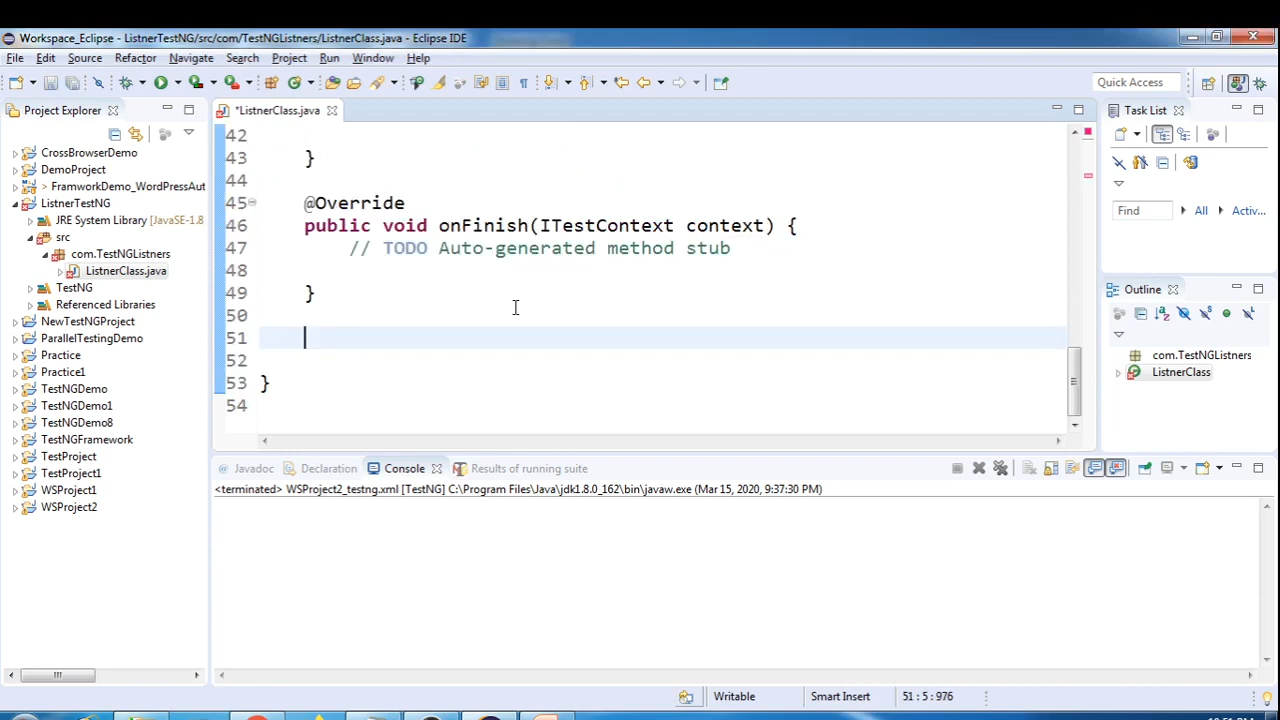 Workspace_Eclipse - ListnerTestNG/src/com/TestNGListners/ListnerClass.java - Eclipse IDE
File Edit Source Refactor Navigate Search Project Run Window Help
Quick Access
Project Explorer
CrossBrowserDemo
DemoProject
> FramworkDemo_WordPressAut
ListnerTestNG
JRE System Library [JavaSE-1.8
src
com.TestNGListners
ListnerClass.java
TestNG
Referenced Libraries
NewTestNGProject
ParallelTestingDemo
Practice
Practice1
TestNGDemo
TestNGDemo1
TestNGDemo8
TestNGFramework
TestProject
TestProject1
WSProject1
WSProject2
*ListnerClass.java
42
43 }
44
45 @Override
46 public void onFinish(ITestContext context) {
47 // TODO Auto-generated method stub
48
49 }
50
51
52
53 }
54
Task List
Find All Activ...
Outline
com.TestNGListners
ListnerClass
Javadoc Declaration Console Results of running suite
<terminated> WSProject2_testng.xml [TestNG] C:\Program Files\Java\jdk1.8.0_162\bin\javaw.exe (Mar 15, 2020, 9:37:30 PM)
Writable Smart Insert 51 : 5 : 976